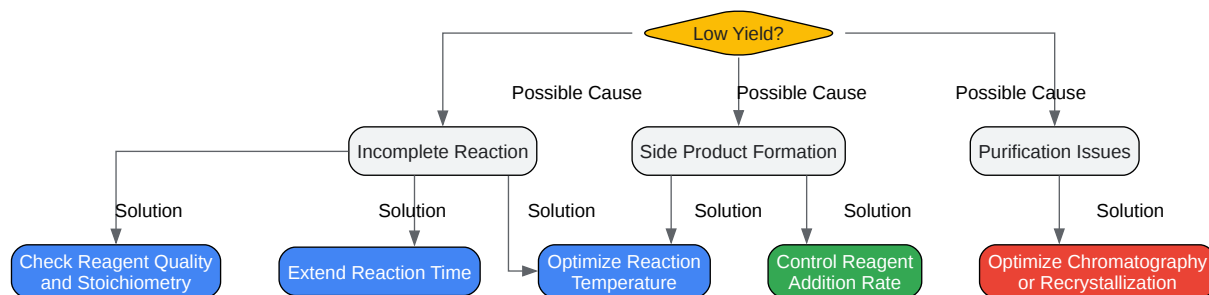 Low Yield?
Possible Cause
Possible Cause
Possible Cause
Incomplete Reaction
Side Product Formation
Purification Issues
Solution
Solution
Solution
Solution
Solution
Solution
Check Reagent Quality
and Stoichiometry
Extend Reaction Time
Optimize Reaction
Temperature
Control Reagent
Addition Rate
Optimize Chromatography
or Recrystallization